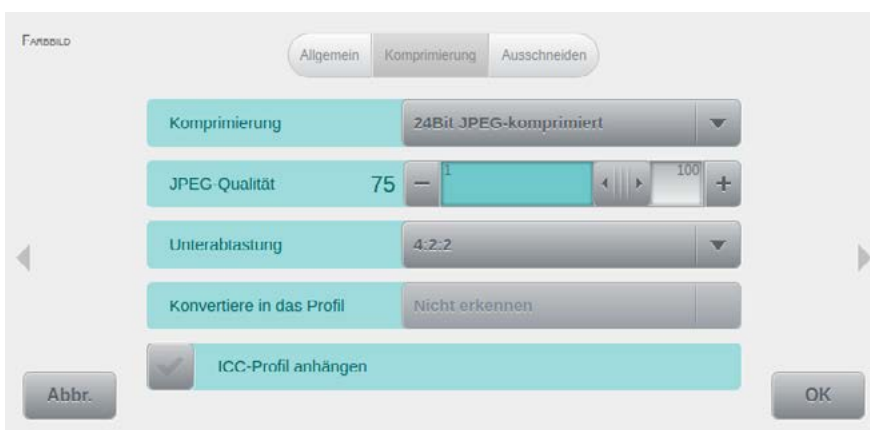 Farbbild
Allgemein Komprimierung Ausschneiden
Komprimierung 24Bit JPEG-komprimiert
JPEG-Qualität 75 − 1 100 +
Unterabtastung 4:2:2
Konvertiere in das Profil Nicht erkennen
ICC-Profil anhängen
Abbr. OK